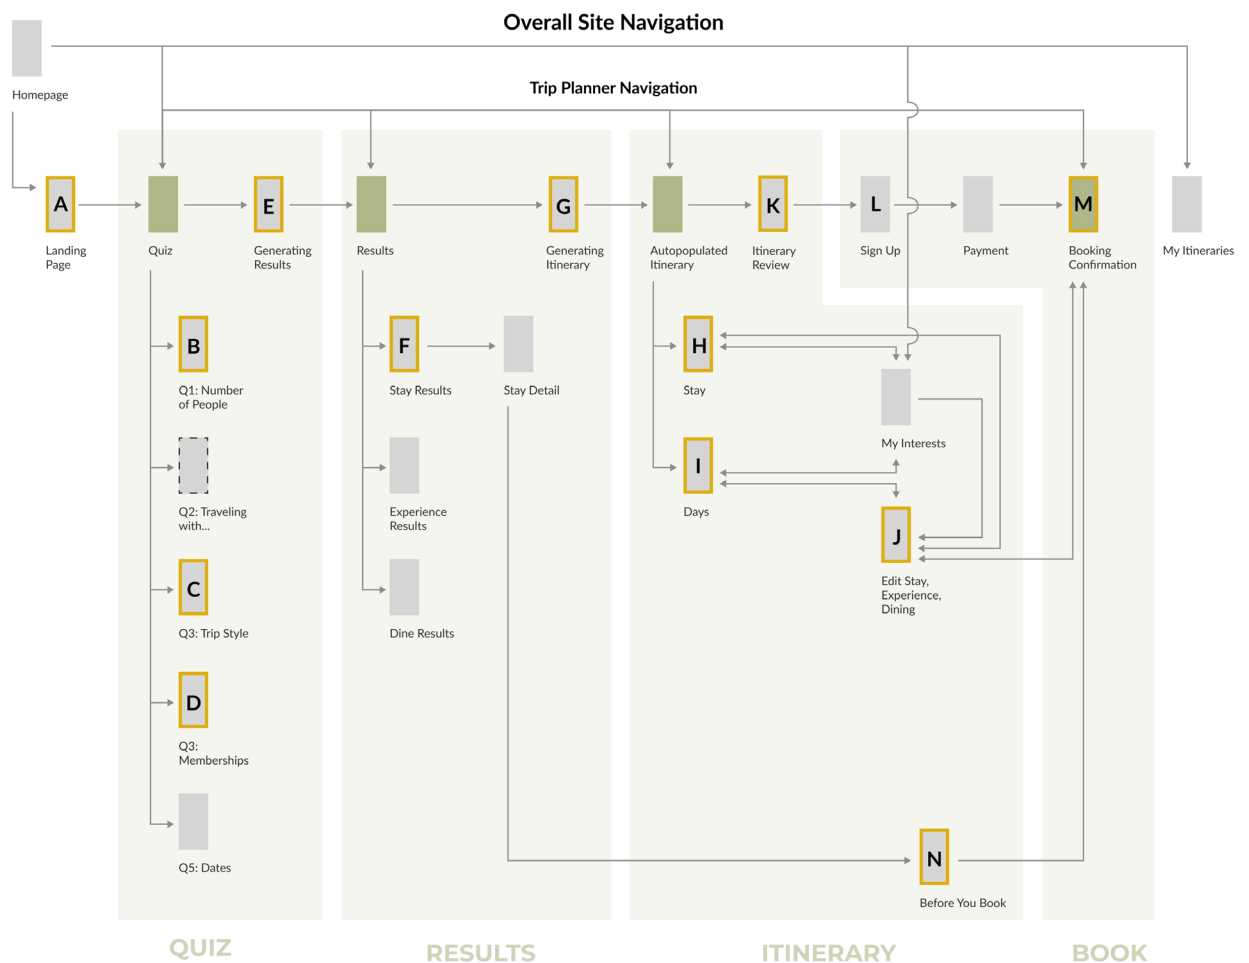 Overall Site Navigation
Homepage
Trip Planner Navigation
A
E
G
K
L
M
Landing
Page
Quiz
Generating
Results
Results
Generating
Itinerary
Autopopulated
Itinerary
Itinerary
Review
Sign Up
Payment
Booking
Confirmation
My Itineraries
B
Q1: Number
of People
F
Stay Results
Stay Detail
H
Stay
My Interests
Q2: Traveling
with...
Experience
Results
I
Days
J
Edit Stay,
Experience,
Dining
C
Q3: Trip Style
Dine Results
D
Q3:
Memberships
Q5: Dates
N
Before You Book
QUIZ
RESULTS
ITINERARY
BOOK